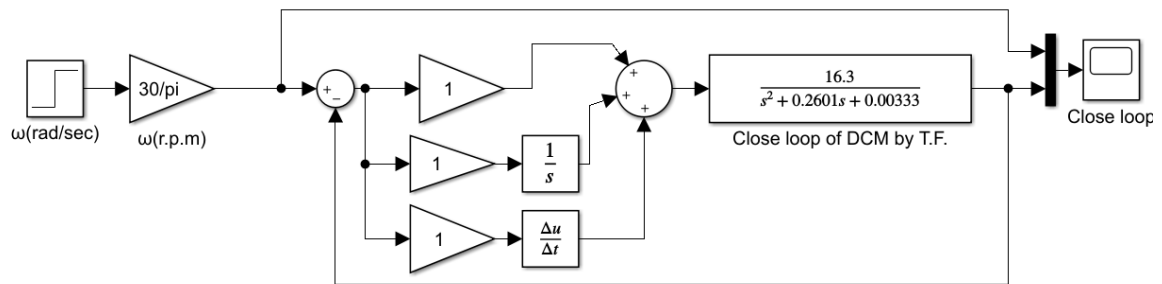 30/pi
ω(rad/sec)
ω(r.p.m)
+
−
1
1
1
1
s
Δu
Δt
+
+
+
16.3
s² + 0.2601s + 0.00333
Close loop of DCM by T.F.
Close loop